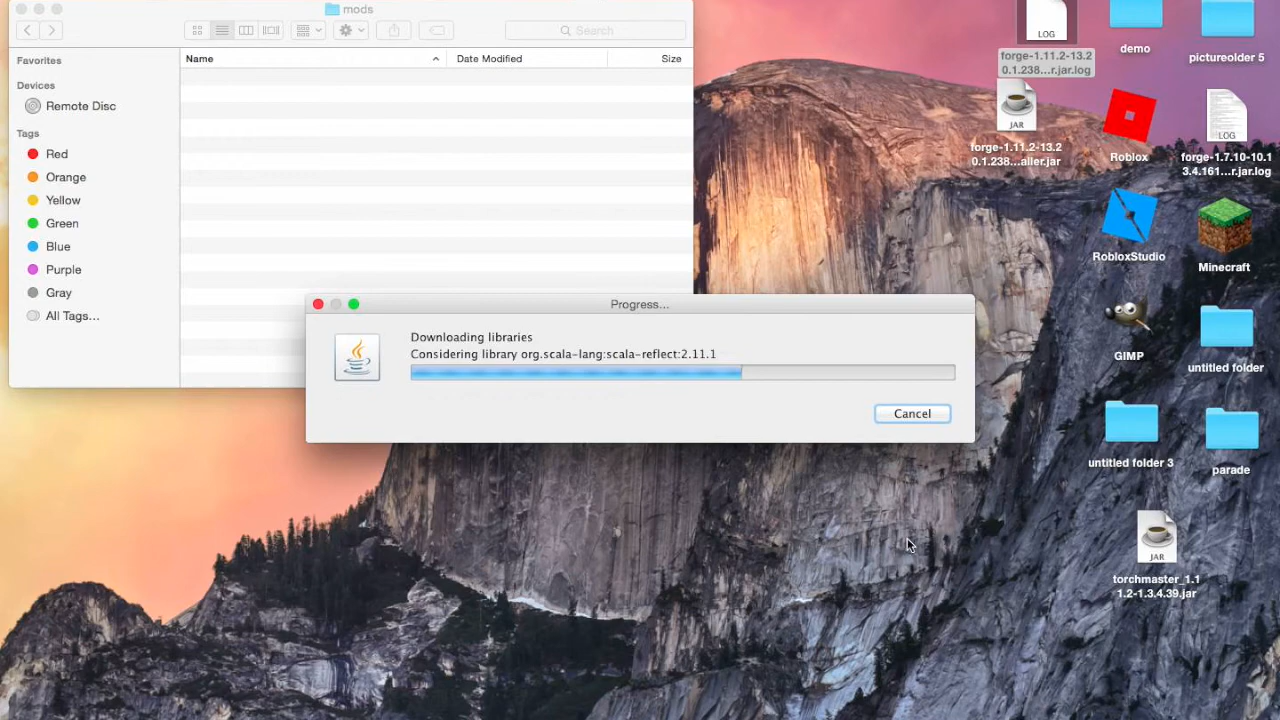 mods
Search
Favorites
Devices
Remote Disc
Tags
Red
Orange
Yellow
Green
Blue
Purple
Gray
All Tags...
Name
Date Modified
Size
Progress...
Downloading libraries
Considering library org.scala-lang:scala-reflect:2.11.1
Cancel
LOG
forge-1.11.2-13.2
0.1.238...r.jar.log
demo
pictureolder 5
JAR
forge-1.11.2-13.2
0.1.238...aller.jar
Roblox
LOG
forge-1.7.10-10.1
3.4.161...r.jar.log
RobloxStudio
Minecraft
GIMP
untitled folder
untitled folder 3
parade
JAR
torchmaster_1.1
1.2-1.3.4.39.jar